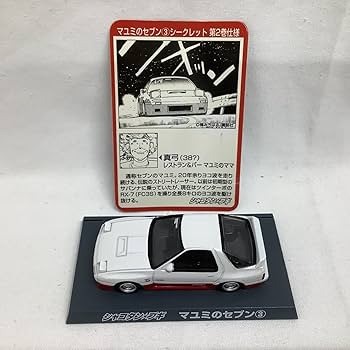 マユミのセブン③シークレット 第2巻仕様
真弓(38?)
レストラン&バー マユミのママ
通称セブンのマユミ。20年余りヨコ波を走
り続ける、伝説のストリートレーサー。以前は初期型の
サバンナに乗っていたが、現在はツインターボの
RX-7(FC3S)を操り全長8キロのヨコ波を駆け
抜ける。
シャコタン★ブギ
シャコタン★ブギ
マユミのセブン③